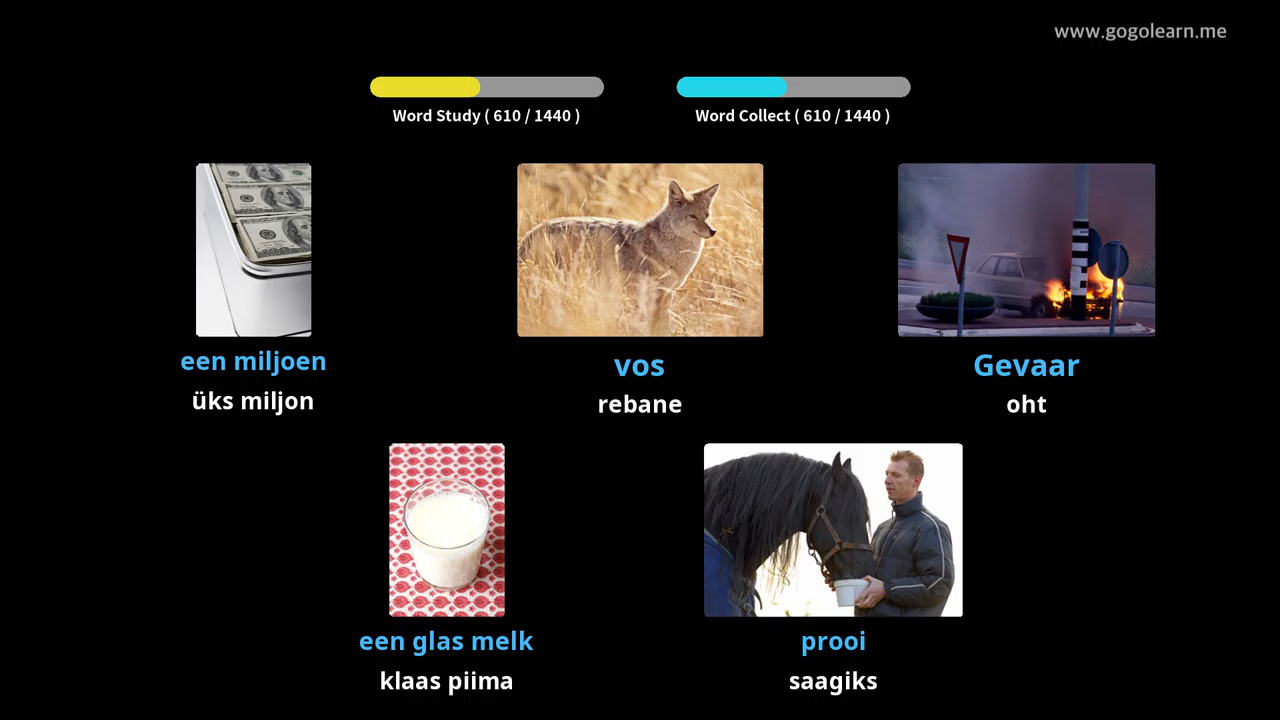 www.gogolearn.me
Word Study ( 610 / 1440 )
Word Collect ( 610 / 1440 )
een miljoen
üks miljon
vos
rebane
Gevaar
oht
een glas melk
klaas piima
prooi
saagiks